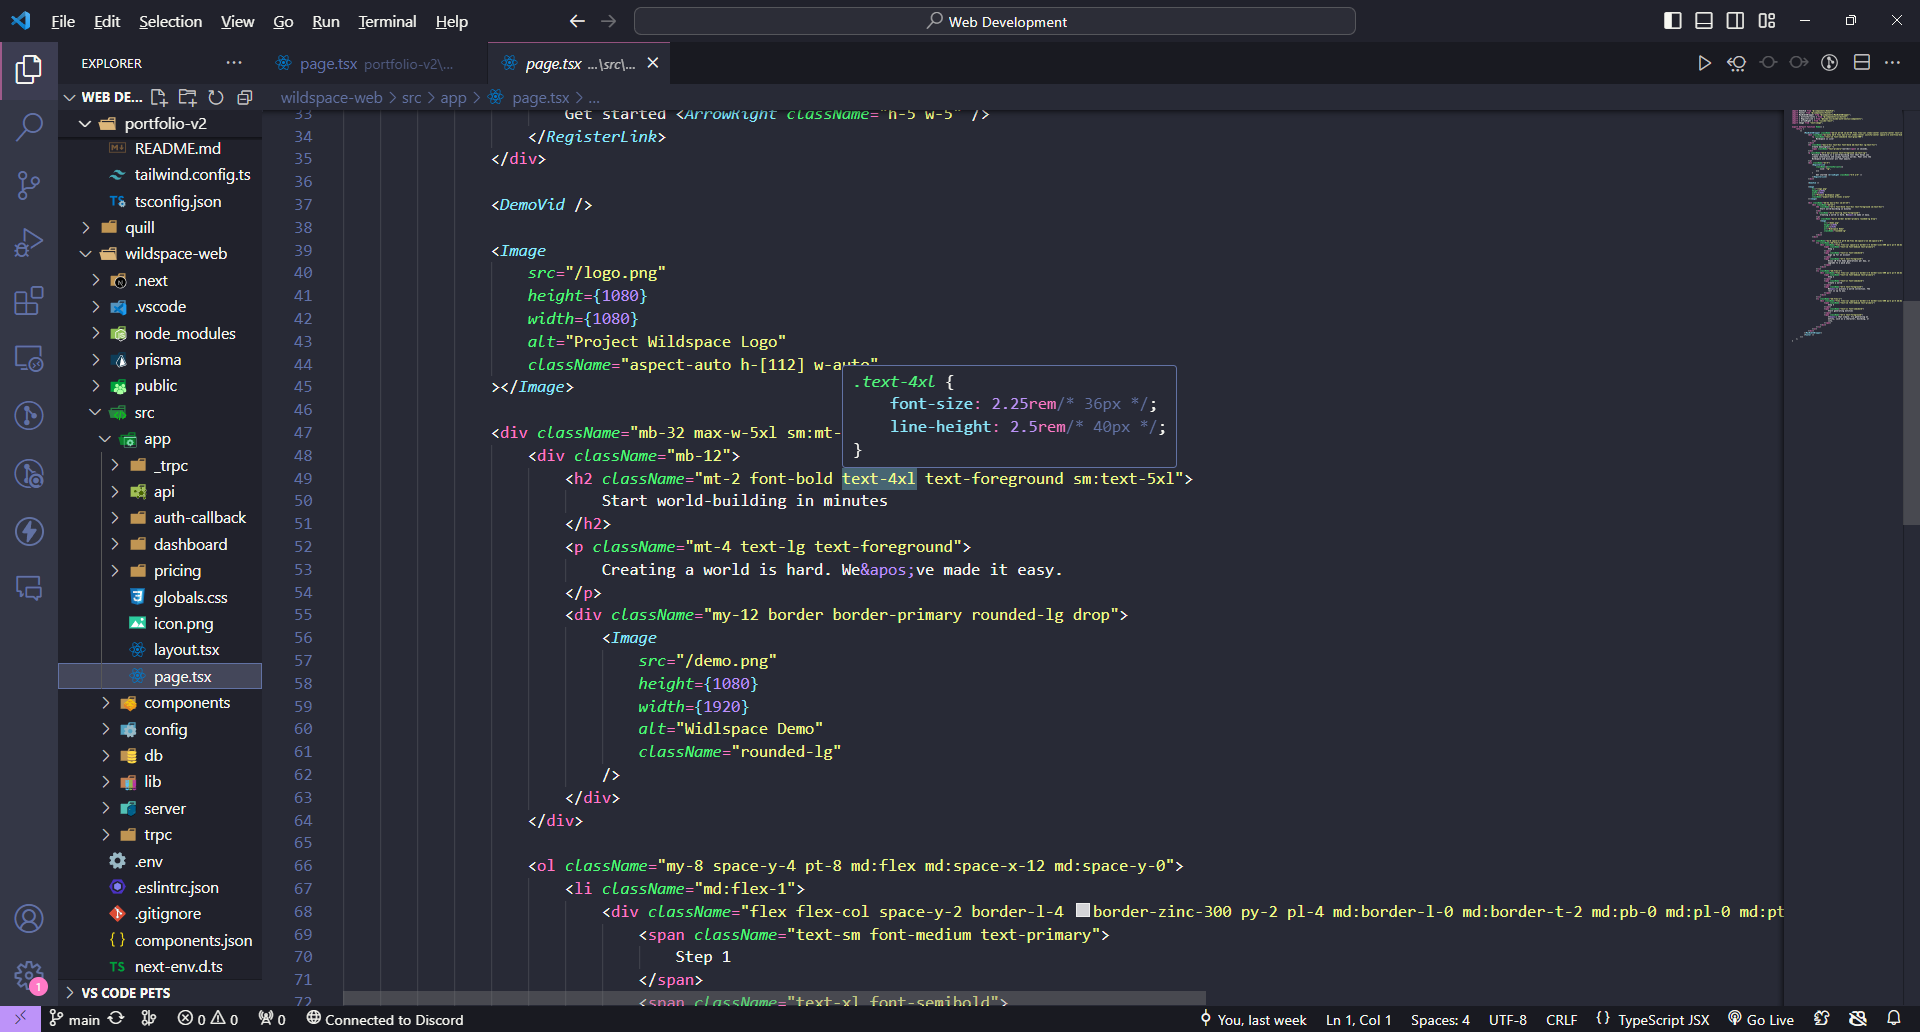 File Edit Selection View Go Run Terminal Help
Web Development
EXPLORER
page.tsx portfolio-v2\...
page.tsx ...\src\...
WEB DE...
wildspace-web > src > app > page.tsx > ...
portfolio-v2
README.md
tailwind.config.ts
tsconfig.json
quill
wildspace-web
.next
.vscode
node_modules
prisma
public
src
app
_trpc
api
auth-callback
dashboard
pricing
globals.css
icon.png
layout.tsx
page.tsx
components
config
db
lib
server
trpc
.env
.eslintrc.json
.gitignore
components.json
next-env.d.ts
VS CODE PETS
33 Get started <ArrowRight className="h-5 w-5" />
34 </RegisterLink>
35 </div>
36
37 <DemoVid />
38
39 <Image
40 src="/logo.png"
41 height={1080}
42 width={1080}
43 alt="Project Wildspace Logo"
44 className="aspect-auto h-[112] w-auto"
45 ></Image>
46
47 <div className="mb-32 max-w-5xl sm:mt-
48 <div className="mb-12">
49 <h2 className="mt-2 font-bold text-4xl text-foreground sm:text-5xl">
50 Start world-building in minutes
51 </h2>
52 <p className="mt-4 text-lg text-foreground">
53 Creating a world is hard. We&apos;ve made it easy.
54 </p>
55 <div className="my-12 border border-primary rounded-lg drop">
56 <Image
57 src="/demo.png"
58 height={1080}
59 width={1920}
60 alt="Widlspace Demo"
61 className="rounded-lg"
62 />
63 </div>
64 </div>
65
66 <ol className="my-8 space-y-4 pt-8 md:flex md:space-x-12 md:space-y-0">
67 <li className="md:flex-1">
68 <div className="flex flex-col space-y-2 border-l-4 border-zinc-300 py-2 pl-4 md:border-l-0 md:border-t-2 md:pb-0 md:pl-0 md:pt
69 <span className="text-sm font-medium text-primary">
70 Step 1
71 </span>
72 <span className="text-xl font-semibold">
.text-4xl {
font-size: 2.25rem/* 36px */;
line-height: 2.5rem/* 40px */;
}
1
main 0 0 0 Connected to Discord You, last week Ln 1, Col 1 Spaces: 4 UTF-8 CRLF { } TypeScript JSX Go Live